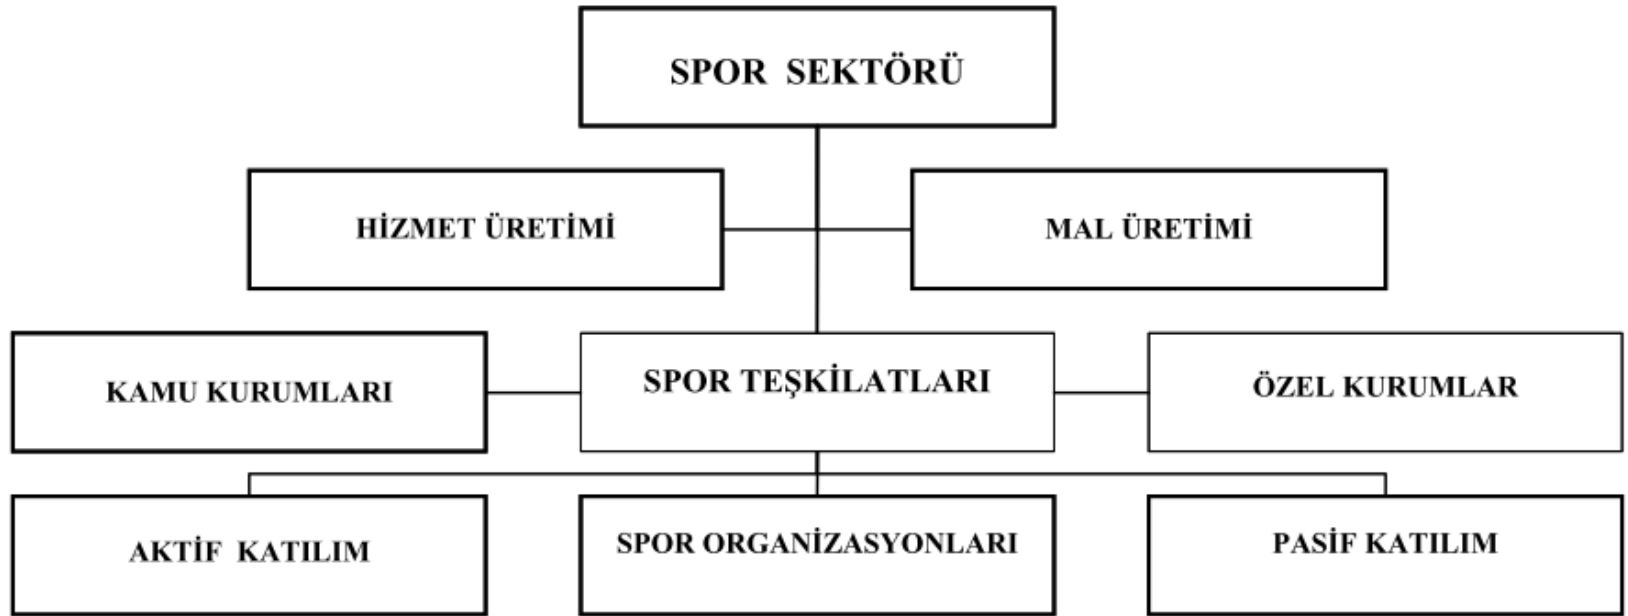 SPOR SEKTÖRÜ
HİZMET ÜRETİMİ
MAL ÜRETİMİ
KAMU KURUMLARI
SPOR TEŞKİLATLARI
ÖZEL KURUMLAR
AKTİF KATILIM
SPOR ORGANİZASYONLARI
PASİF KATILIM